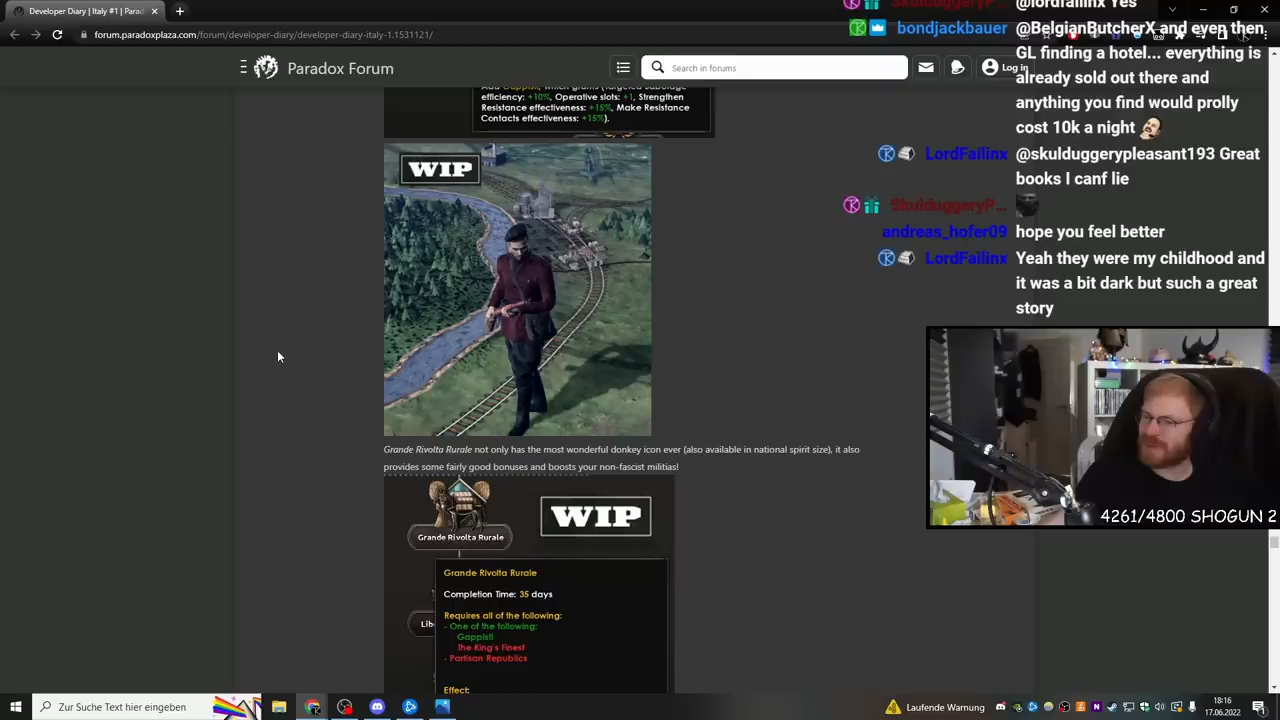 Developer Diary | Italy #1 | Parad
forum.paradoxplaza.com/forum/developer-diary/developer-diary-italy-1.1531121/
Paradox Forum
Search in forums
Log in
efficiency: +10%, Operative slots: +1, Strengthen
Resistance effectiveness: +15%, Make Resistance
Contacts effectiveness: +15%).
WIP
Grande Rivolta Rurale not only has the most wonderful donkey icon ever (also available in national spirit size), it also
provides some fairly good bonuses and boosts your non-fascist militias!
WIP
Grande Rivolta Rurale
Grande Rivolta Rurale
Completion Time: 35 days
Requires all of the following:
- One of the following:
Gappisti
The King's Finest
- Partisan Republics
Effect:
Lib
@lordfailinx Yes
bondjackbauer @BelgianButcherX and even then
GL finding a hotel... everything is
already sold out there and
anything you find would prolly
cost 10k a night
LordFailinx @skulduggerypleasant193 Great
books I canf lie
SkulduggeryP...
andreas_hofer09 hope you feel better
LordFailinx Yeah they were my childhood and
it was a bit dark but such a great
story
4261/4800 SHOGUN 2
Zur Suche Text hier eingeben
Laufende Warnung
18:16
17.06.2022